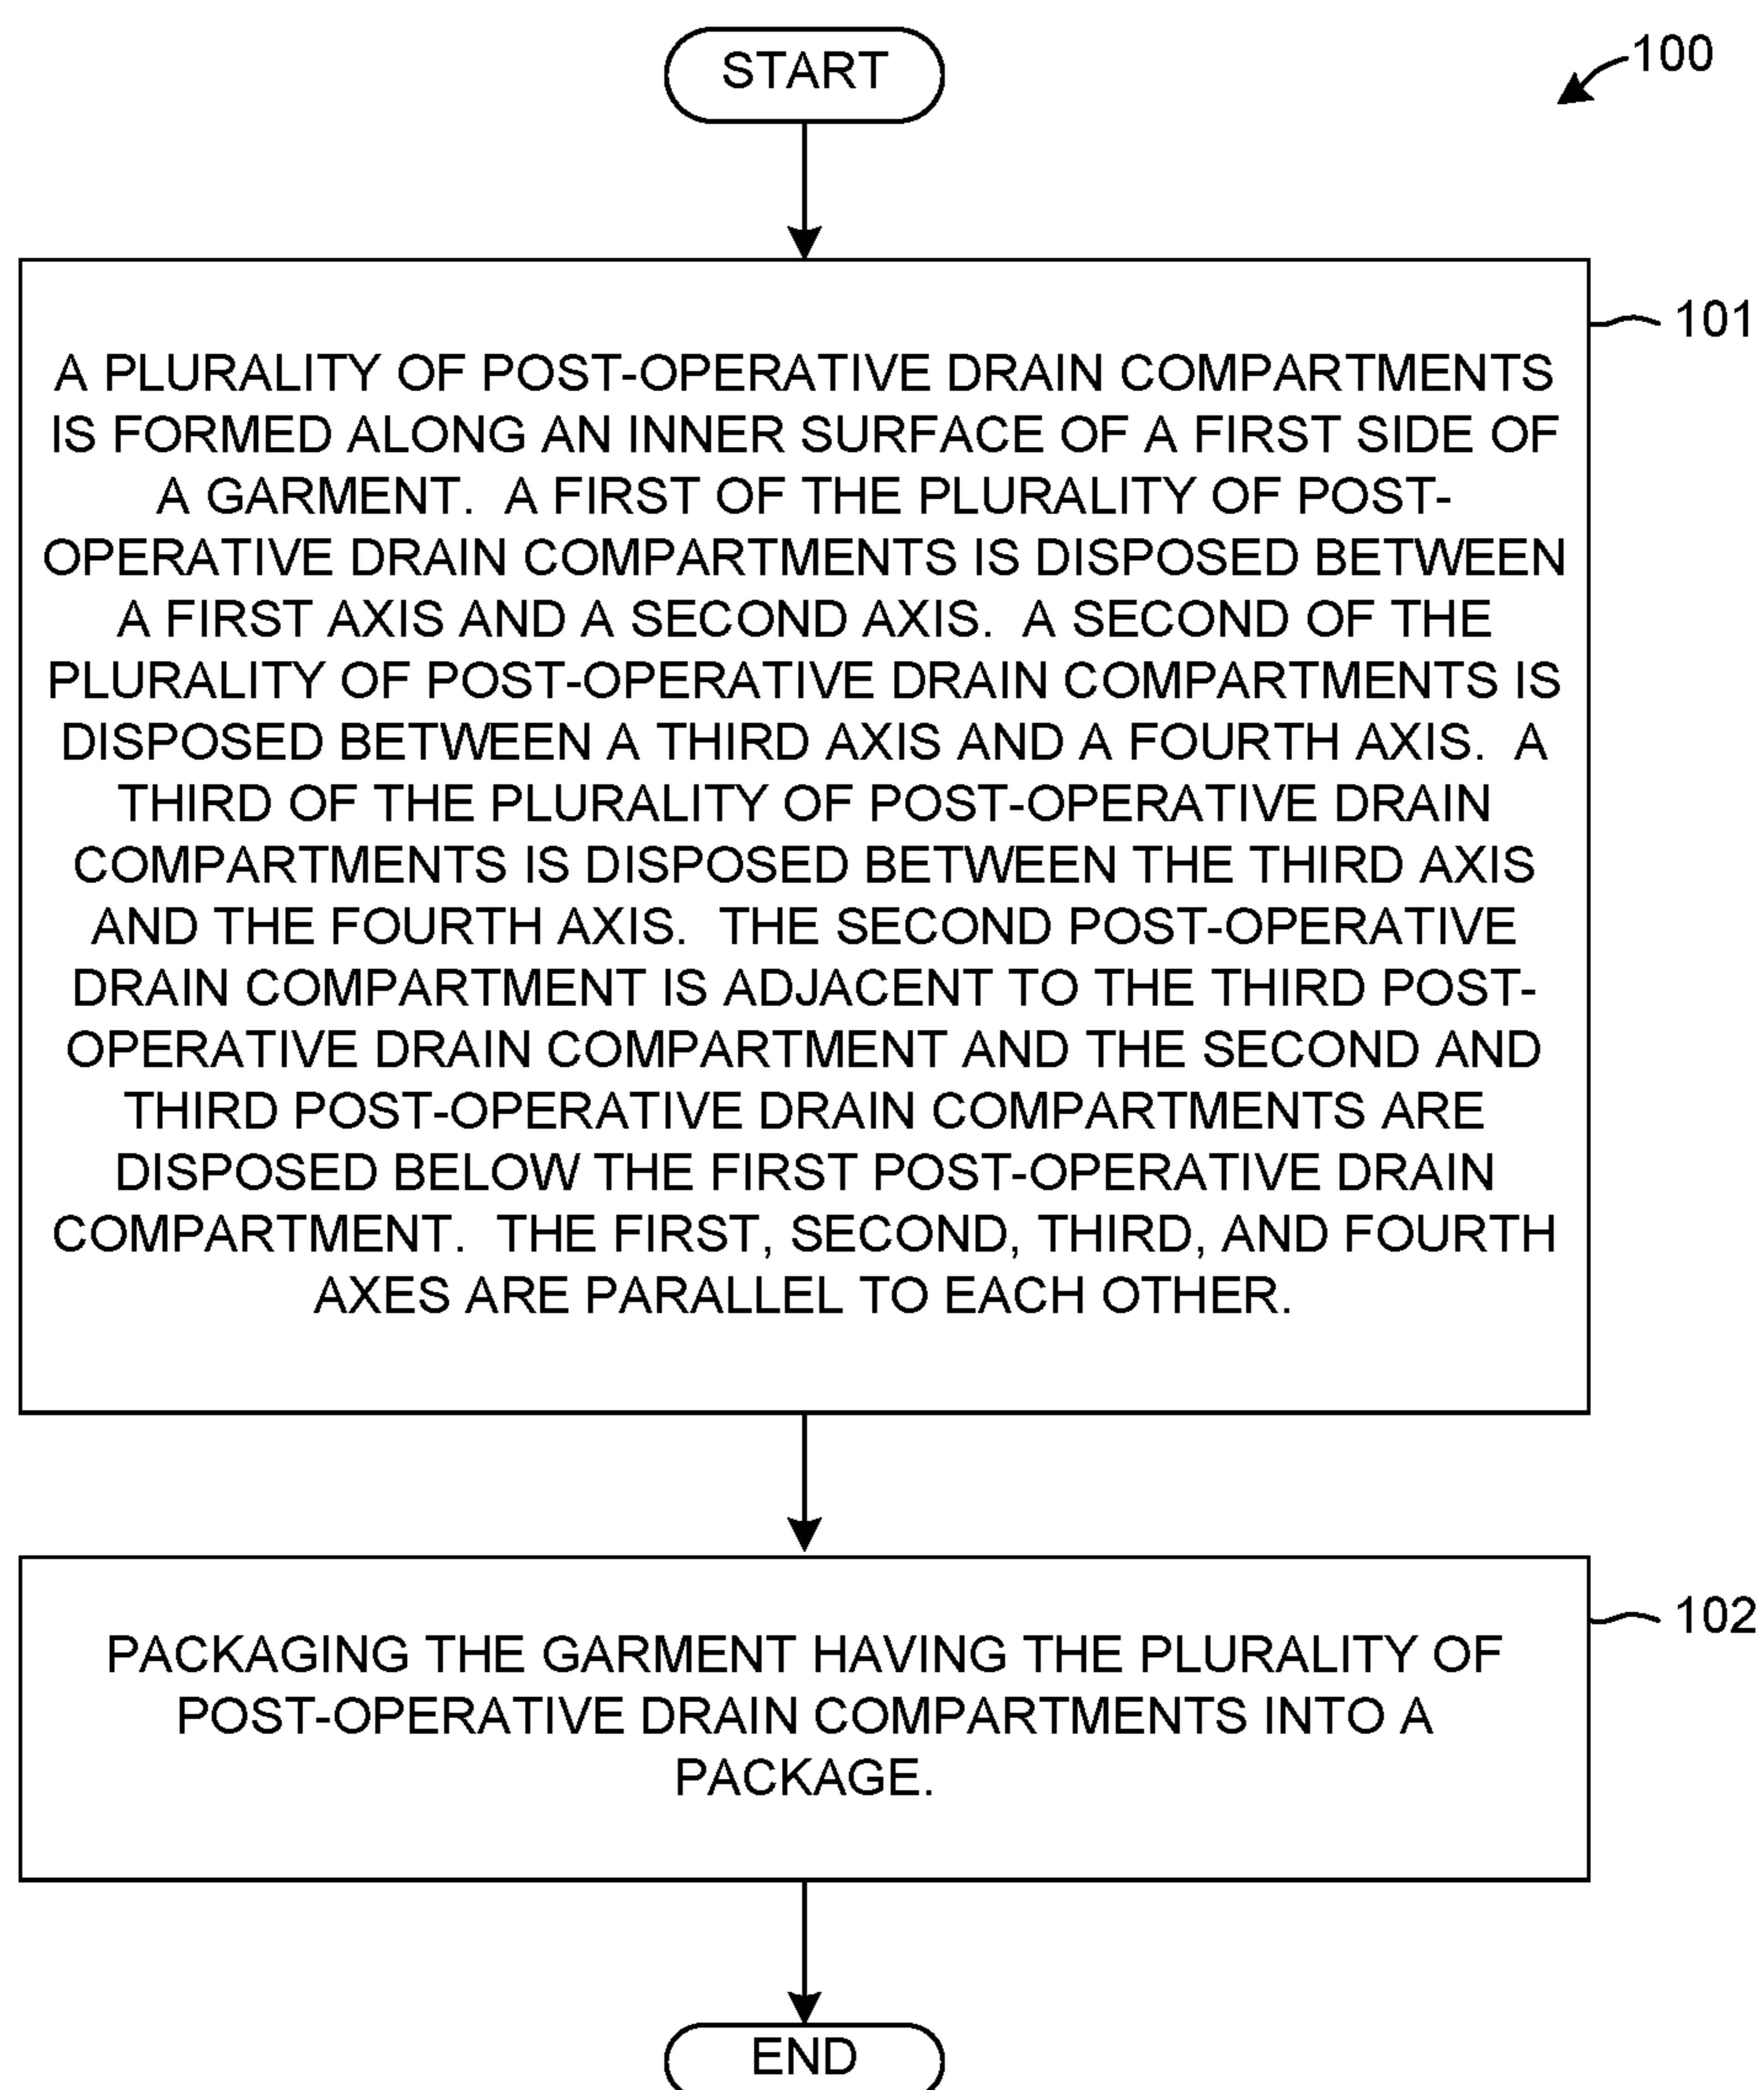 START
100
101
A PLURALITY OF POST-OPERATIVE DRAIN COMPARTMENTS
IS FORMED ALONG AN INNER SURFACE OF A FIRST SIDE OF
A GARMENT. A FIRST OF THE PLURALITY OF POST-
OPERATIVE DRAIN COMPARTMENTS IS DISPOSED BETWEEN
A FIRST AXIS AND A SECOND AXIS. A SECOND OF THE
PLURALITY OF POST-OPERATIVE DRAIN COMPARTMENTS IS
DISPOSED BETWEEN A THIRD AXIS AND A FOURTH AXIS. A
THIRD OF THE PLURALITY OF POST-OPERATIVE DRAIN
COMPARTMENTS IS DISPOSED BETWEEN THE THIRD AXIS
AND THE FOURTH AXIS. THE SECOND POST-OPERATIVE
DRAIN COMPARTMENT IS ADJACENT TO THE THIRD POST-
OPERATIVE DRAIN COMPARTMENT AND THE SECOND AND
THIRD POST-OPERATIVE DRAIN COMPARTMENTS ARE
DISPOSED BELOW THE FIRST POST-OPERATIVE DRAIN
COMPARTMENT. THE FIRST, SECOND, THIRD, AND FOURTH
AXES ARE PARALLEL TO EACH OTHER.
102
PACKAGING THE GARMENT HAVING THE PLURALITY OF
POST-OPERATIVE DRAIN COMPARTMENTS INTO A
PACKAGE.
END